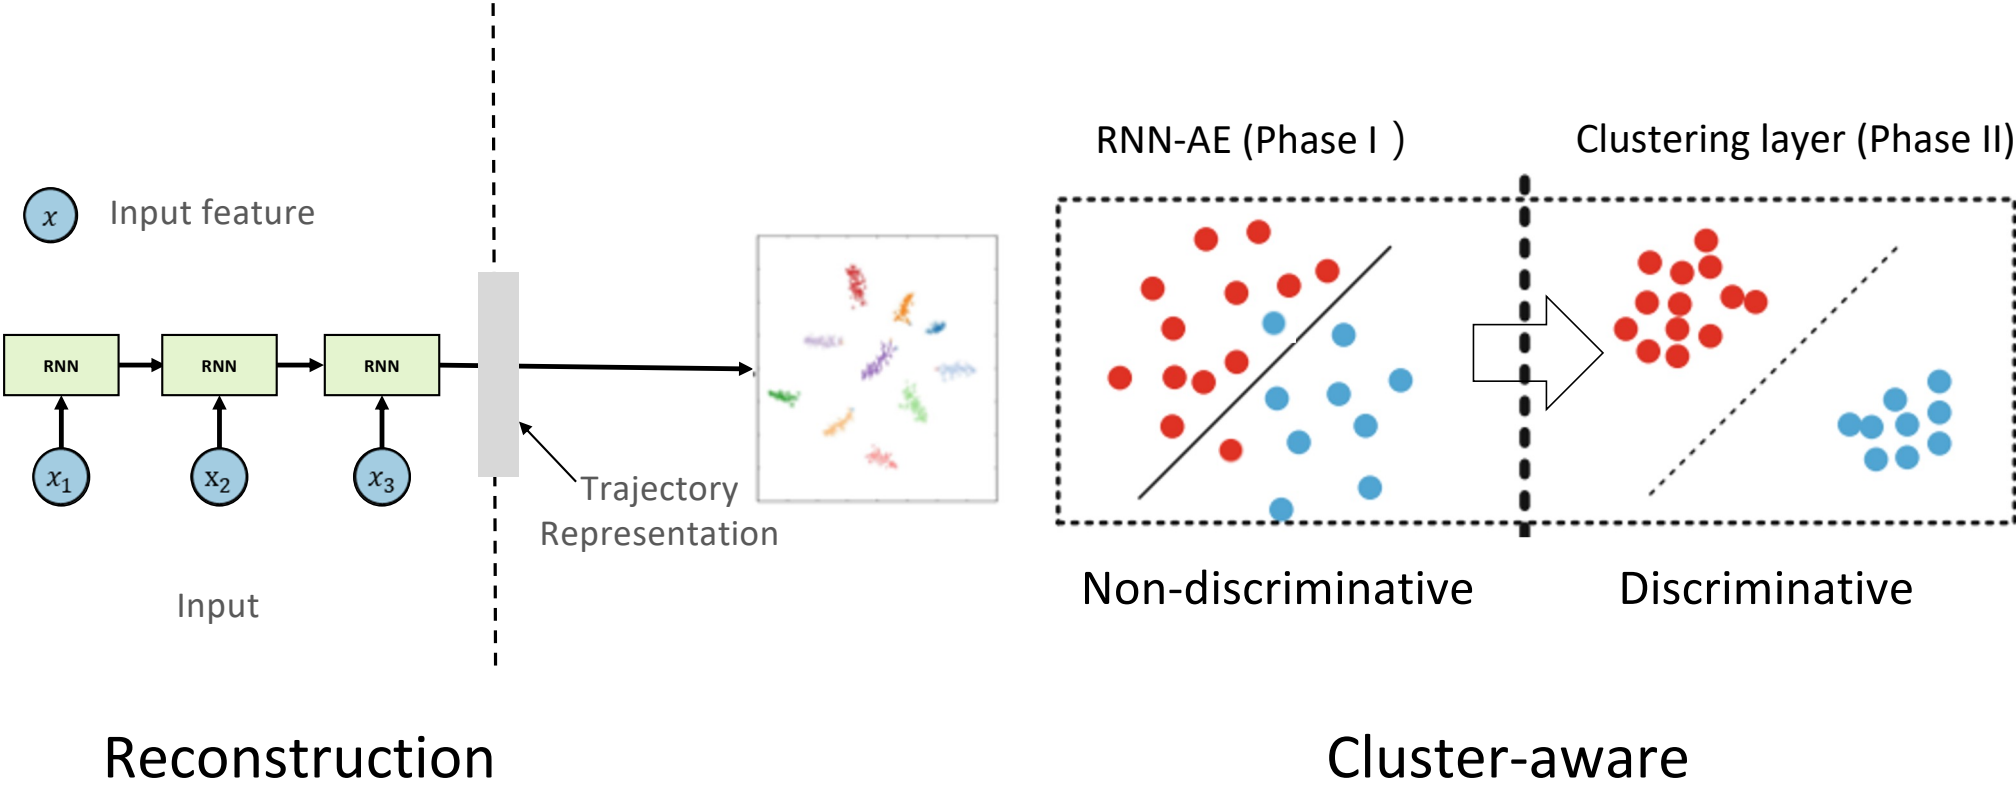 RNN-AE (Phase I )
Clustering layer (Phase II)
x
Input feature
RNN
RNN
RNN
x₁
x₂
x₃
Trajectory
Representation
Input
Non-discriminative
Discriminative
Reconstruction
Cluster-aware